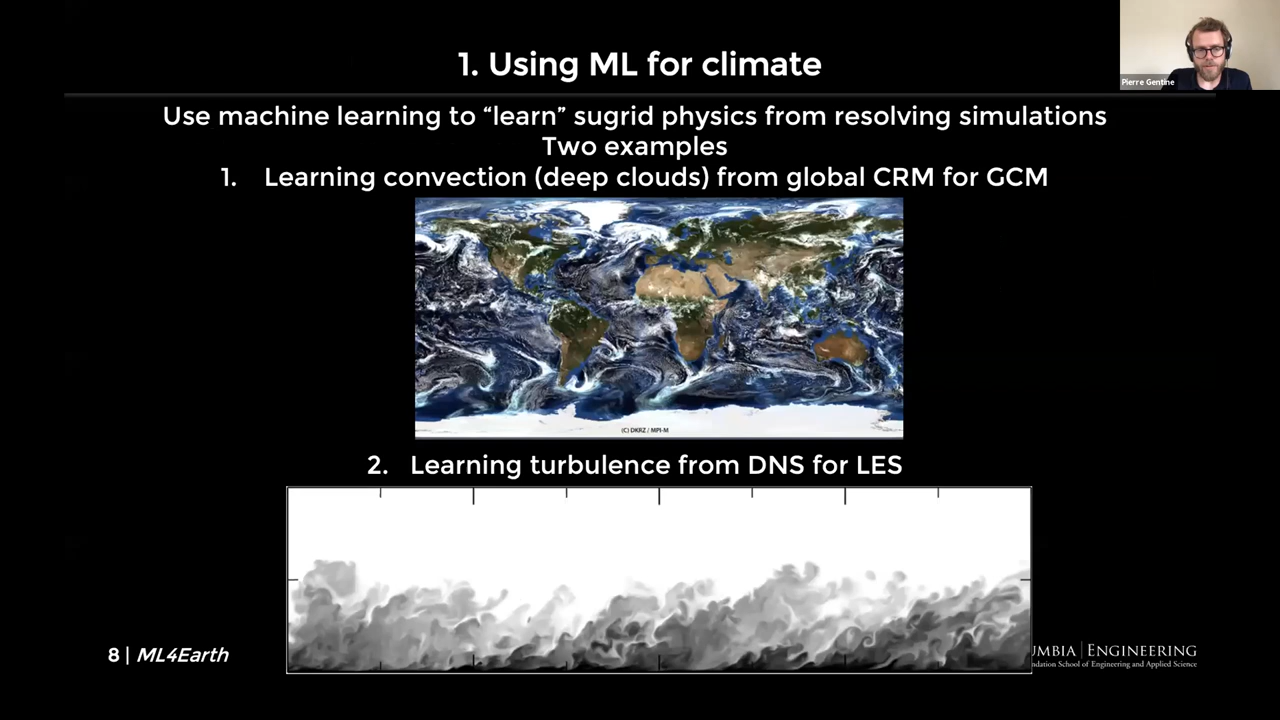 1. Using ML for climate
Pierre Gentine
Use machine learning to “learn” sugrid physics from resolving simulations
Two examples
1. Learning convection (deep clouds) from global CRM for GCM
(C) DKRZ / MPI-M
2. Learning turbulence from DNS for LES
8 | ML4Earth
UMBIA | ENGINEERING
ndation School of Engineering and Applied Science